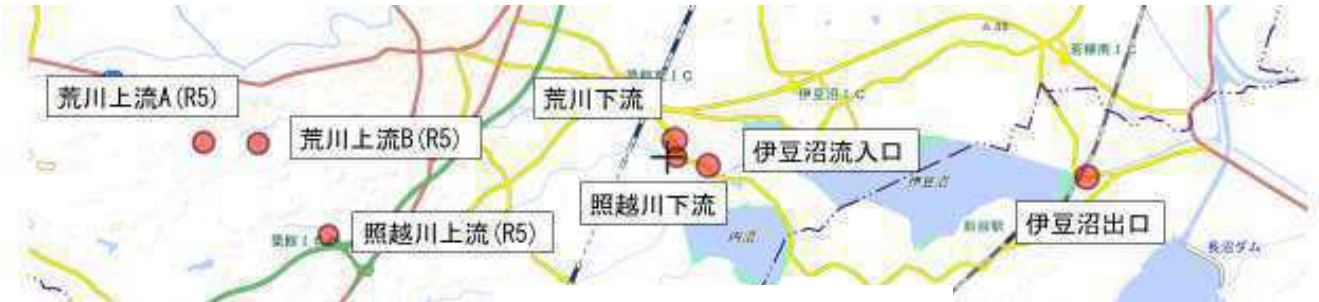 荒川上流A(R5)
荒川上流B(R5)
荒川下流
伊豆沼IC
若柳南IC
伊豆沼流入口
伊豆沼
照越川下流
照越川上流(R5)
内沼
新田駅
伊豆沼出口
長沼ダム